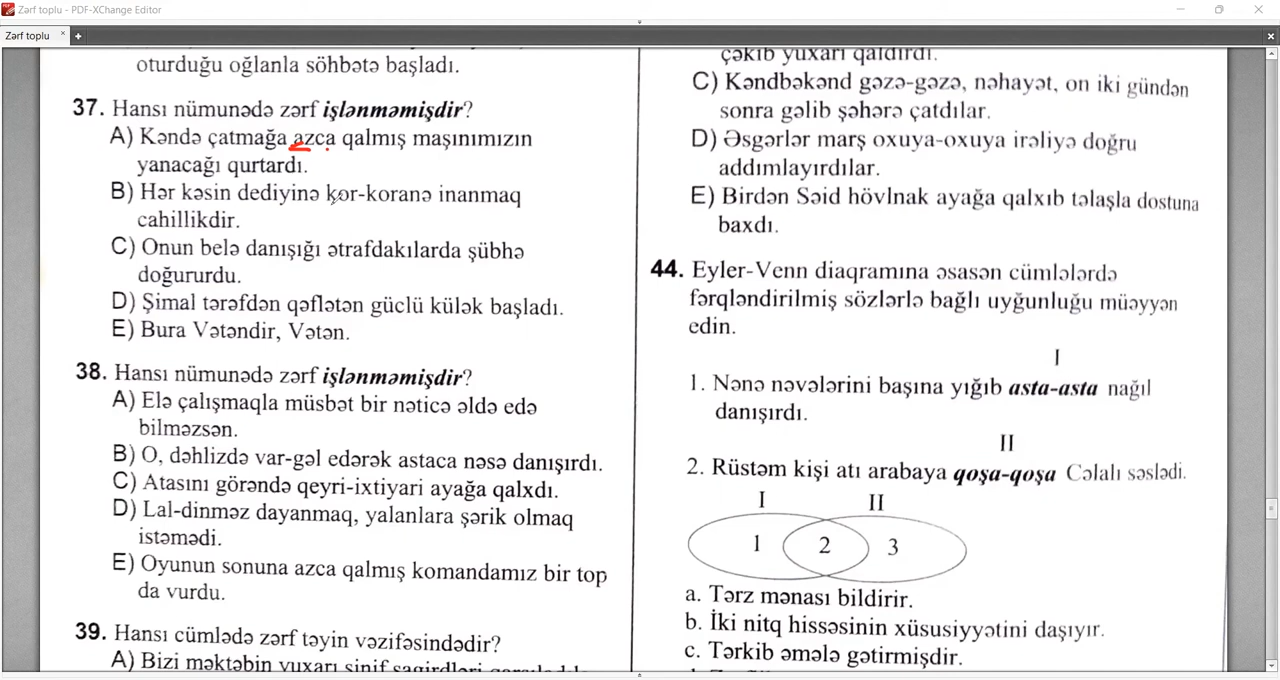 Zərf toplu - PDF-XChange Editor
Zərf toplu
oturduğu oğlanla söhbətə başladı.
37. Hansı nümunədə zərf işlənməmişdir?
A) Kəndə çatmağa azca qalmış maşınımızın
yanacağı qurtardı.
B) Hər kəsin dediyinə kor-koranə inanmaq
cahillikdir.
C) Onun belə danışığı ətrafdakılarda şübhə
doğururdu.
D) Şimal tərəfdən qəflətən güclü külək başladı.
E) Bura Vətəndir, Vətən.
38. Hansı nümunədə zərf işlənməmişdir?
A) Elə çalışmaqla müsbət bir nəticə əldə edə
bilməzsən.
B) O, dəhlizdə var-gəl edərək astaca nəsə danışırdı.
C) Atasını görəndə qeyri-ixtiyari ayağa qalxdı.
D) Lal-dinməz dayanmaq, yalanlara şərik olmaq
istəmədi.
E) Oyunun sonuna azca qalmış komandamız bir top
da vurdu.
39. Hansı cümlədə zərf təyin vəzifəsindədir?
A) Bizi məktəbin yuxarı sinif şagirdləri
çəkib yuxarı qaldırdı.
C) Kəndbəkənd gəzə-gəzə, nəhayət, on iki gündən
sonra gəlib şəhərə çatdılar.
D) Əsgərlər marş oxuya-oxuya irəliyə doğru
addımlayırdılar.
E) Birdən Səid hövlnak ayağa qalxıb təlaşla dostuna
baxdı.
44. Eyler-Venn diaqramına əsasən cümlələrdə
fərqləndirilmiş sözlərlə bağlı uyğunluğu müəyyən
edin.
I
1. Nənə nəvələrini başına yığıb asta-asta nağıl
danışırdı.
II
2. Rüstəm kişi atı arabaya qoşa-qoşa Cəlalı səslədi.
I II
1 2 3
a. Tərz mənası bildirir.
b. İki nitq hissəsinin xüsusiyyətini daşıyır.
c. Tərkib əmələ gətirmişdir.